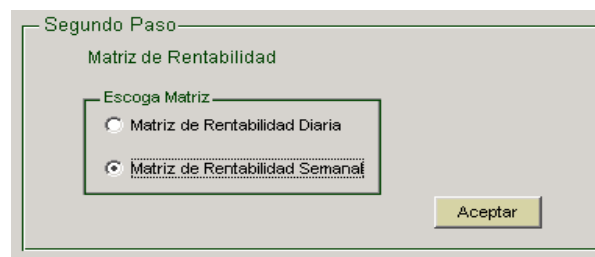 Segundo Paso
Matriz de Rentabilidad
Escoga Matriz
Matriz de Rentabilidad Diaria
Matriz de Rentabilidad Semanal
Aceptar